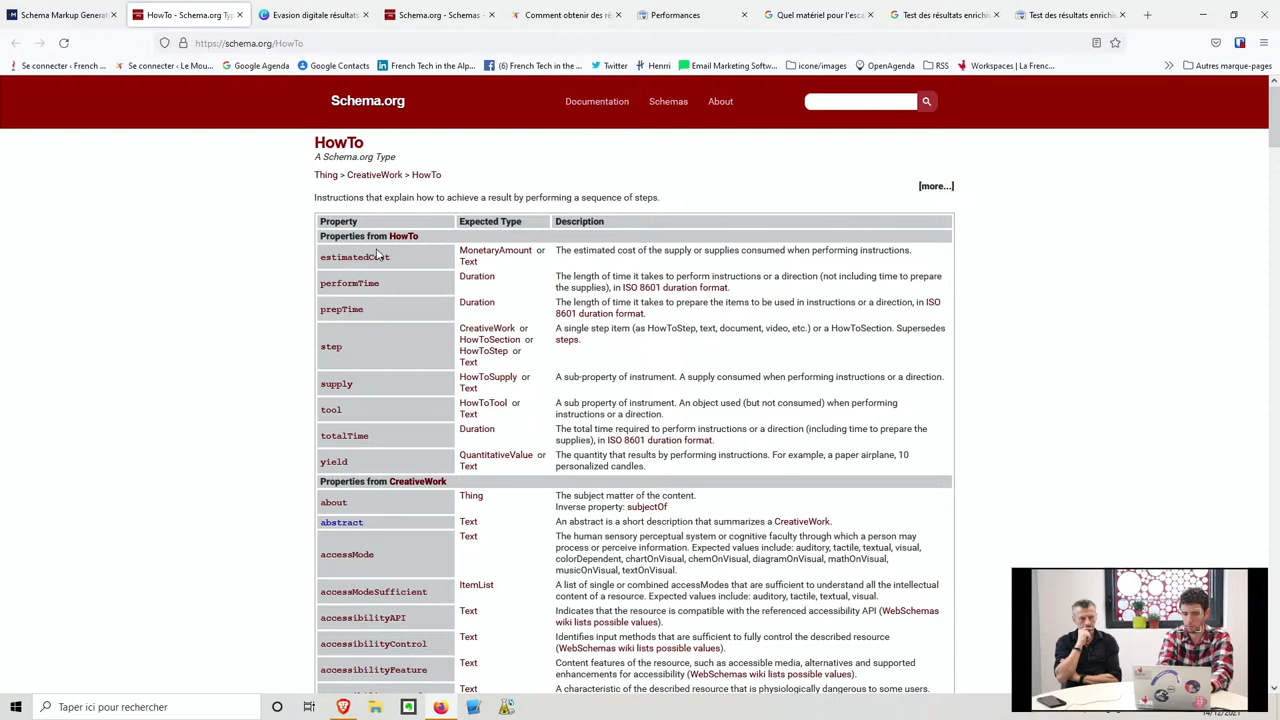 Schema Markup Genera
HowTo - Schema.org Ty
Evasion digitale résultats
Schema.org - Schemas
Comment obtenir des ré
Performances
Quel matériel pour l'esca
Test des résultats enrichi
Test des résultats enrichi
https://schema.org/HowTo
Se connecter ‹ French
Se connecter ‹ Le Mou...
Google Agenda
Google Contacts
French Tech in the Alp...
(6) French Tech in the...
Twitter
Henrri
Email Marketing Softw...
icone/images
OpenAgenda
RSS
Workspaces | La Frenc...
Autres marque-pages
Schema.org
Documentation
Schemas
About
HowTo
A Schema.org Type
Thing > CreativeWork > HowTo
[more...]
Instructions that explain how to achieve a result by performing a sequence of steps.
Property Expected Type Description
Properties from HowTo
estimatedCost
MonetaryAmount or
Text
The estimated cost of the supply or supplies consumed when performing instructions.
performTime
Duration
The length of time it takes to perform instructions or a direction (not including time to prepare
the supplies), in ISO 8601 duration format.
prepTime
Duration
The length of time it takes to prepare the items to be used in instructions or a direction, in ISO
8601 duration format.
step
CreativeWork or
HowToSection or
HowToStep or
Text
A single step item (as HowToStep, text, document, video, etc.) or a HowToSection. Supersedes
steps.
supply
HowToSupply or
Text
A sub-property of instrument. A supply consumed when performing instructions or a direction.
tool
HowToTool or
Text
A sub property of instrument. An object used (but not consumed) when performing
instructions or a direction.
totalTime
Duration
The total time required to perform instructions or a direction (including time to prepare the
supplies), in ISO 8601 duration format.
yield
QuantitativeValue or
Text
The quantity that results by performing instructions. For example, a paper airplane, 10
personalized candles.
Properties from CreativeWork
about
Thing
The subject matter of the content.
Inverse property: subjectOf
abstract
Text
An abstract is a short description that summarizes a CreativeWork.
accessMode
Text
The human sensory perceptual system or cognitive faculty through which a person may
process or perceive information. Expected values include: auditory, tactile, textual, visual,
colorDependent, chartOnVisual, chemOnVisual, diagramOnVisual, mathOnVisual,
musicOnVisual, textOnVisual.
accessModeSufficient
ItemList
A list of single or combined accessModes that are sufficient to understand all the intellectual
content of a resource. Expected values include: auditory, tactile, textual, visual.
accessibilityAPI
Text
Indicates that the resource is compatible with the referenced accessibility API (WebSchemas
wiki lists possible values).
accessibilityControl
Text
Identifies input methods that are sufficient to fully control the described resource
(WebSchemas wiki lists possible values).
accessibilityFeature
Text
Content features of the resource, such as accessible media, alternatives and supported
enhancements for accessibility (WebSchemas wiki lists possible values).
Text
A characteristic of the described resource that is physiologically dangerous to some users.
Taper ici pour rechercher
14/12/2021